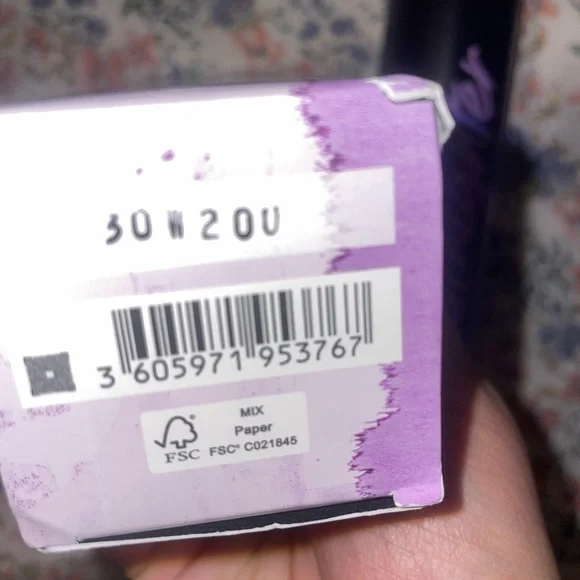 30W20U
3 605971 953767
MIX
Paper
FSC FSC® C021845